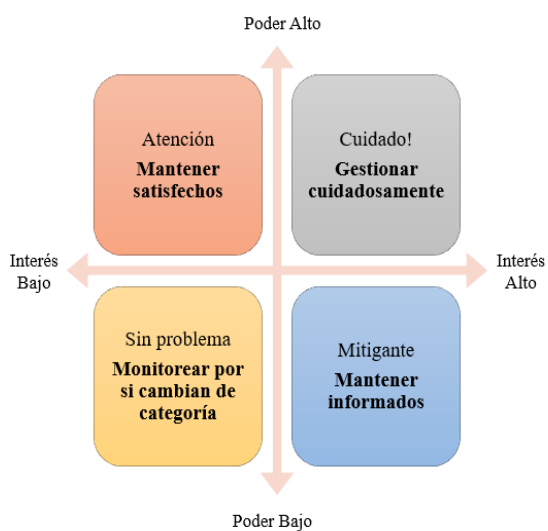 Poder Alto
Atención
Mantener
satisfechos
Cuidado!
Gestionar
cuidadosamente
Interés
Bajo
Interés
Alto
Sin problema
Monitorear por
si cambian de
categoría
Mitigante
Mantener
informados
Poder Bajo